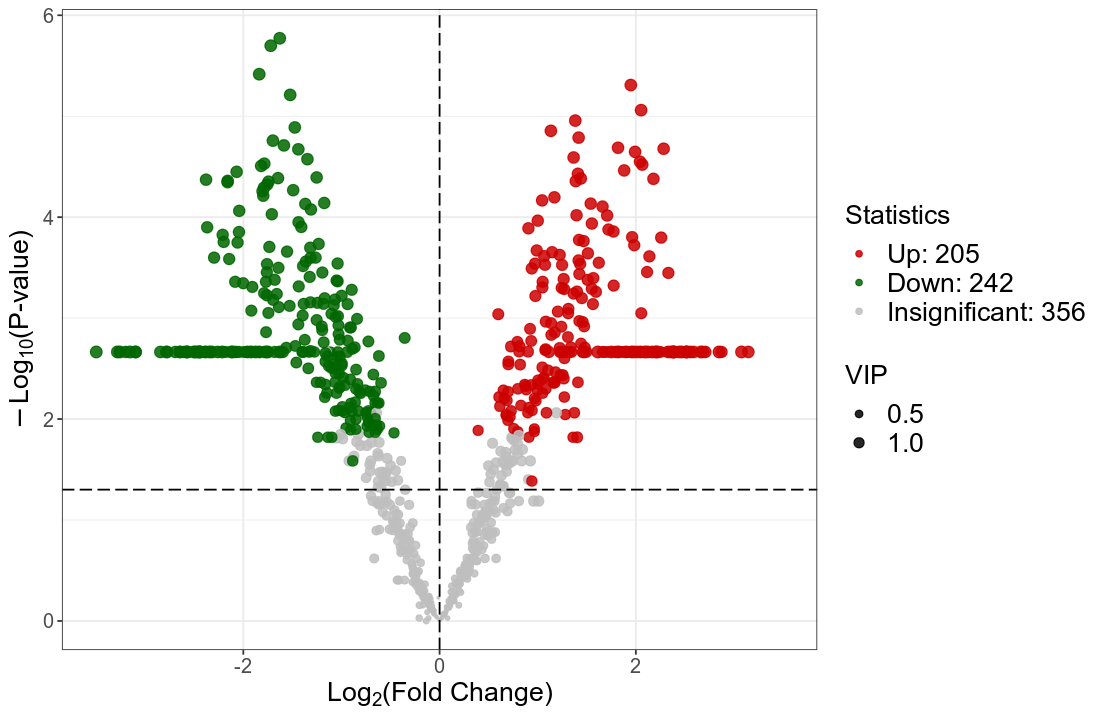 6
4
2
0
− Log10(P-value)
-2
0
2
Log2(Fold Change)
Statistics
Up: 205
Down: 242
Insignificant: 356
VIP
0.5
1.0